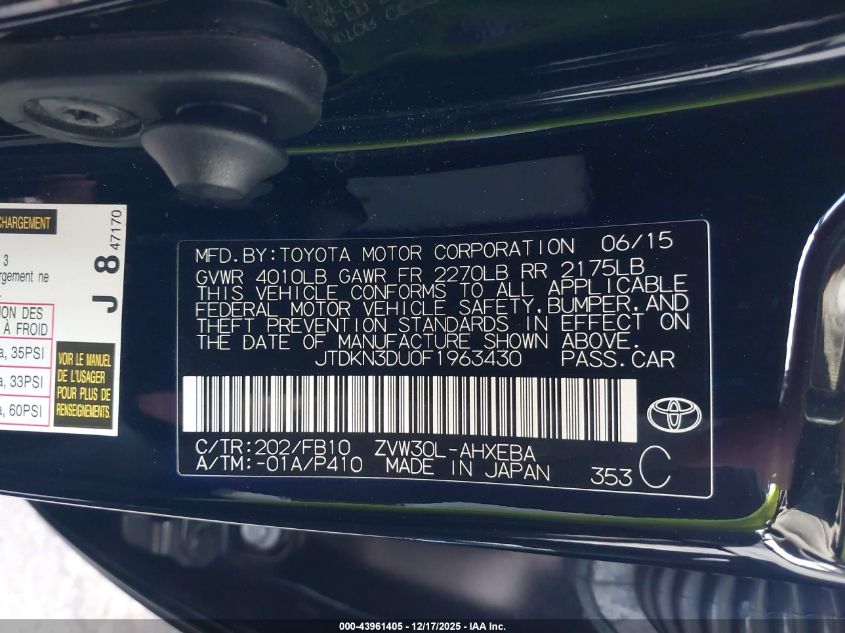 MOTOR CO
CHARGEMENT
3
argement ne
ION DES
À FROID
a, 35PSI
a, 33PSI
a, 60PSI
VOIR LE MANUEL
DE L'USAGER
POUR PLUS DE
RENSEIGNEMENTS.
J 8 47170
MFD.BY:TOYOTA MOTOR CORPORATION 06/15
GVWR 4010LB GAWR FR 2270LB RR 2175LB
THIS VEHICLE CONFORMS TO ALL APPLICABLE
FEDERAL MOTOR VEHICLE SAFETY,BUMPER,AND
THEFT PREVENTION STANDARDS IN EFFECT ON
THE DATE OF MANUFACTURE SHOWN ABOVE.
JTDKN3DU0F1963430 PASS.CAR
C/TR:202/FB10 ZVW30L-AHXEBA
A/TM:-01A/P410 MADE IN JAPAN 353 C
000-43961405 - 12/17/2025 - IAA Inc.